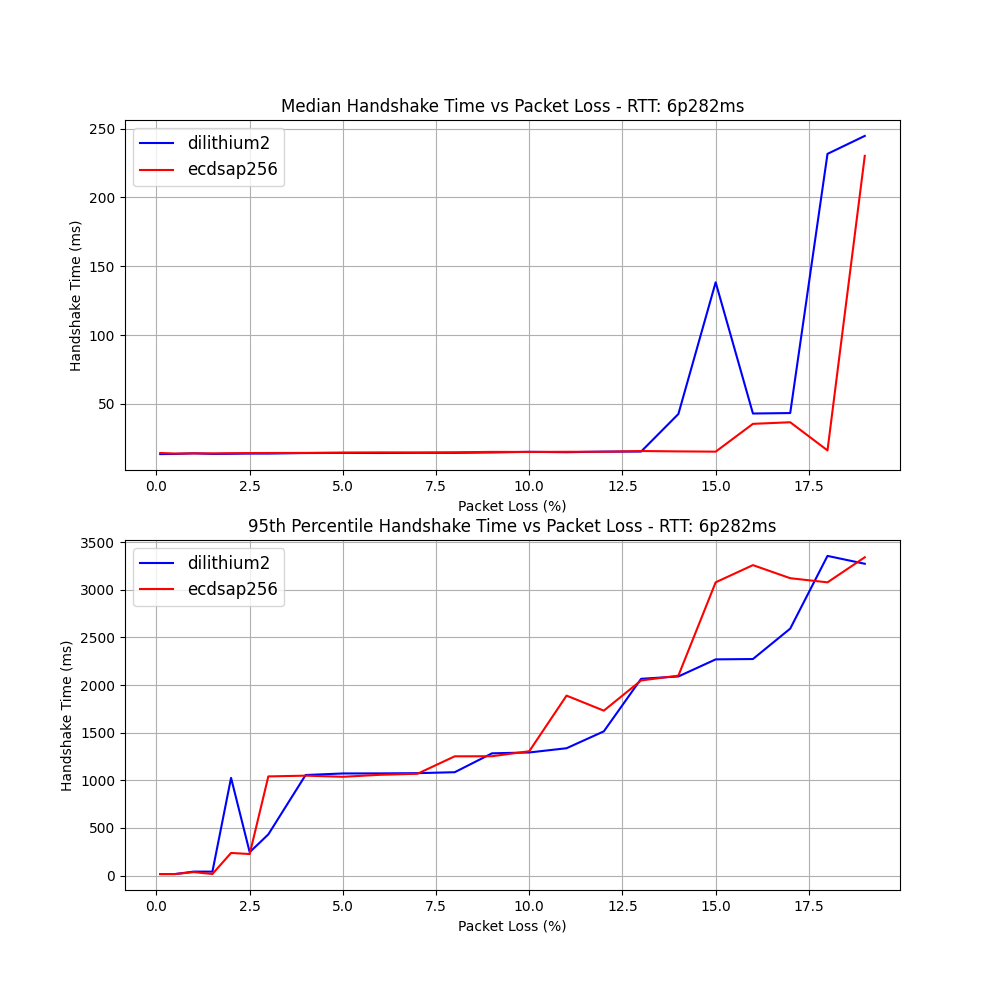 Median Handshake Time vs Packet Loss - RTT: 6p282ms
Handshake Time (ms)
250
200
150
100
50
dilithium2
ecdsap256
0.0 2.5 5.0 7.5 10.0 12.5 15.0 17.5
Packet Loss (%)
95th Percentile Handshake Time vs Packet Loss - RTT: 6p282ms
Handshake Time (ms)
3500
3000
2500
2000
1500
1000
500
0
dilithium2
ecdsap256
0.0 2.5 5.0 7.5 10.0 12.5 15.0 17.5
Packet Loss (%)